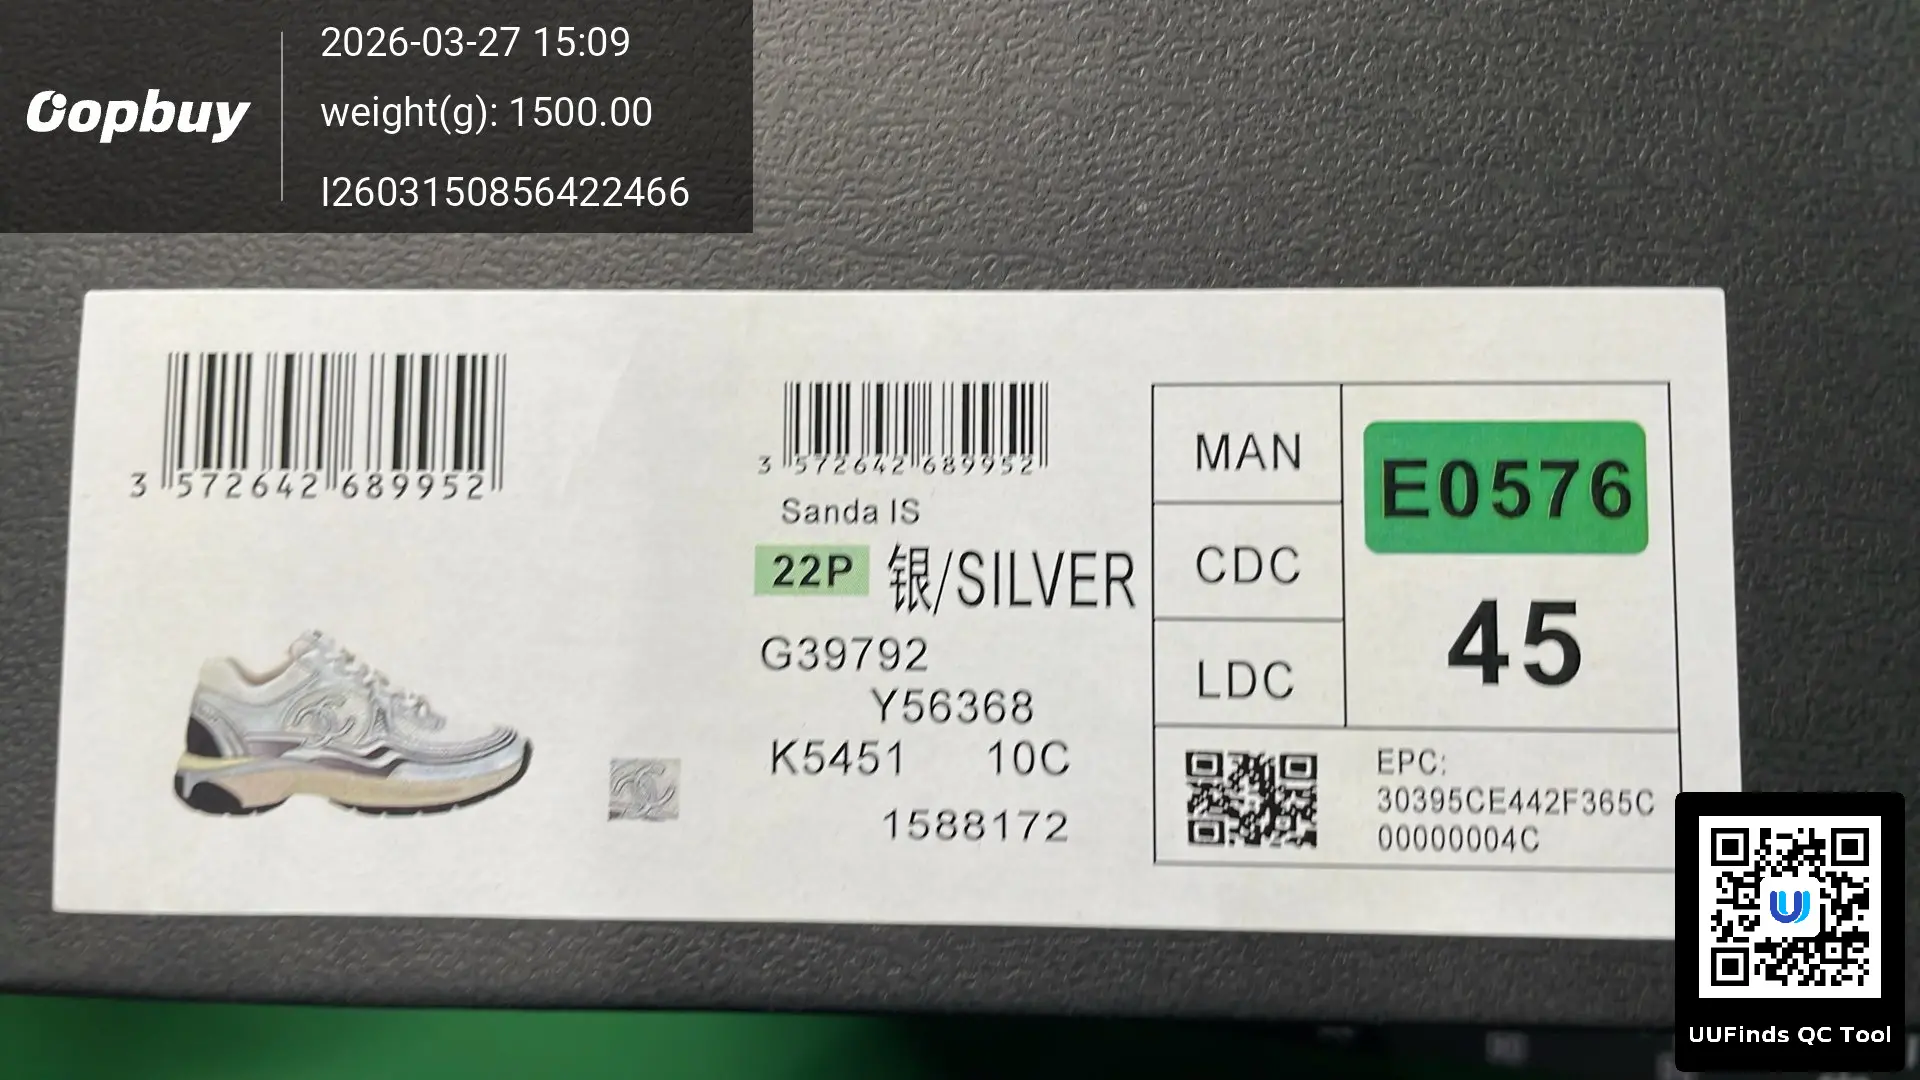 Oopbuy
2026-03-27 15:09
weight(g): 1500.00
I2603150856422466
3 572642 689952
3 572642 689952
Sanda IS
22P 银/SILVER
G39792
Y56368
K5451 10C
1588172
MAN
CDC
LDC
E0576
45
EPC:
30395CE442F365C
00000004C
UUFinds QC Tool